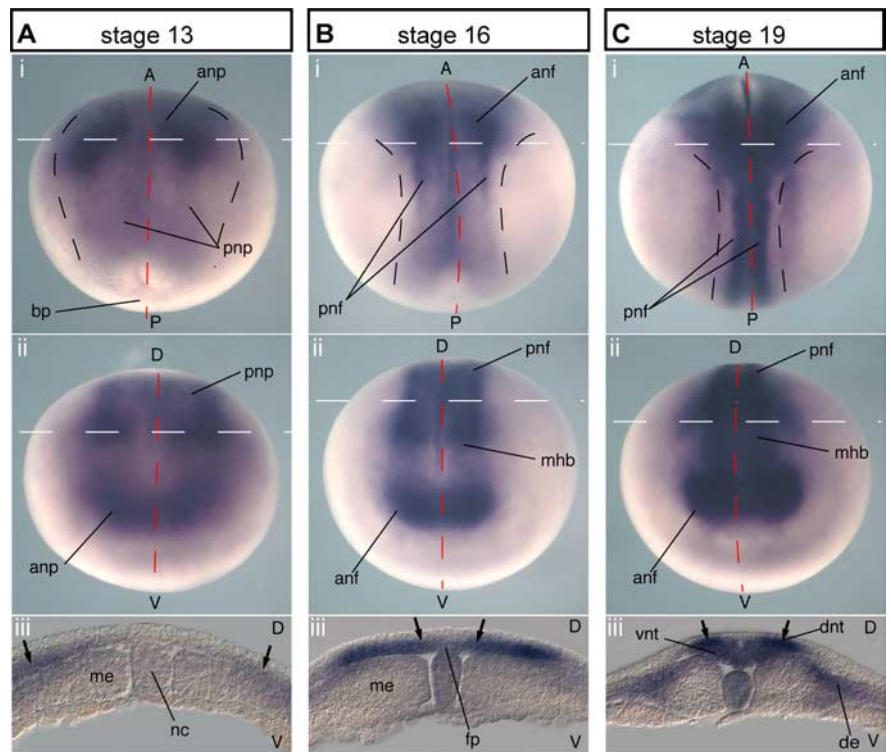 A stage 13
B stage 16
C stage 19
i
A
anp
pnp
bp
P
i
A
anf
pnf
P
i
A
anf
pnf
P
ii
D
pnp
anp
V
ii
D
pnf
mhb
anf
V
ii
D
pnf
mhb
anf
V
iii
D
me
nc
V
iii
D
me
fp
V
iii
D
vnt
dnt
de
V